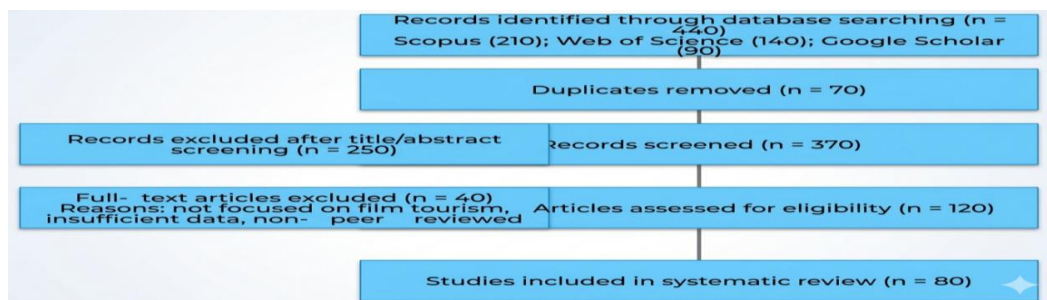 Records identified through database searching (n =
440)
Scopus (210); Web of Science (140); Google Scholar
(90)
Duplicates removed (n = 70)
Records excluded after title/abstract
screening (n = 250)
Records screened (n = 370)
Full- text articles excluded (n = 40)
Reasons: not focused on film tourism,
insufficient data, non- peer reviewed
Articles assessed for eligibility (n = 120)
Studies included in systematic review (n = 80)